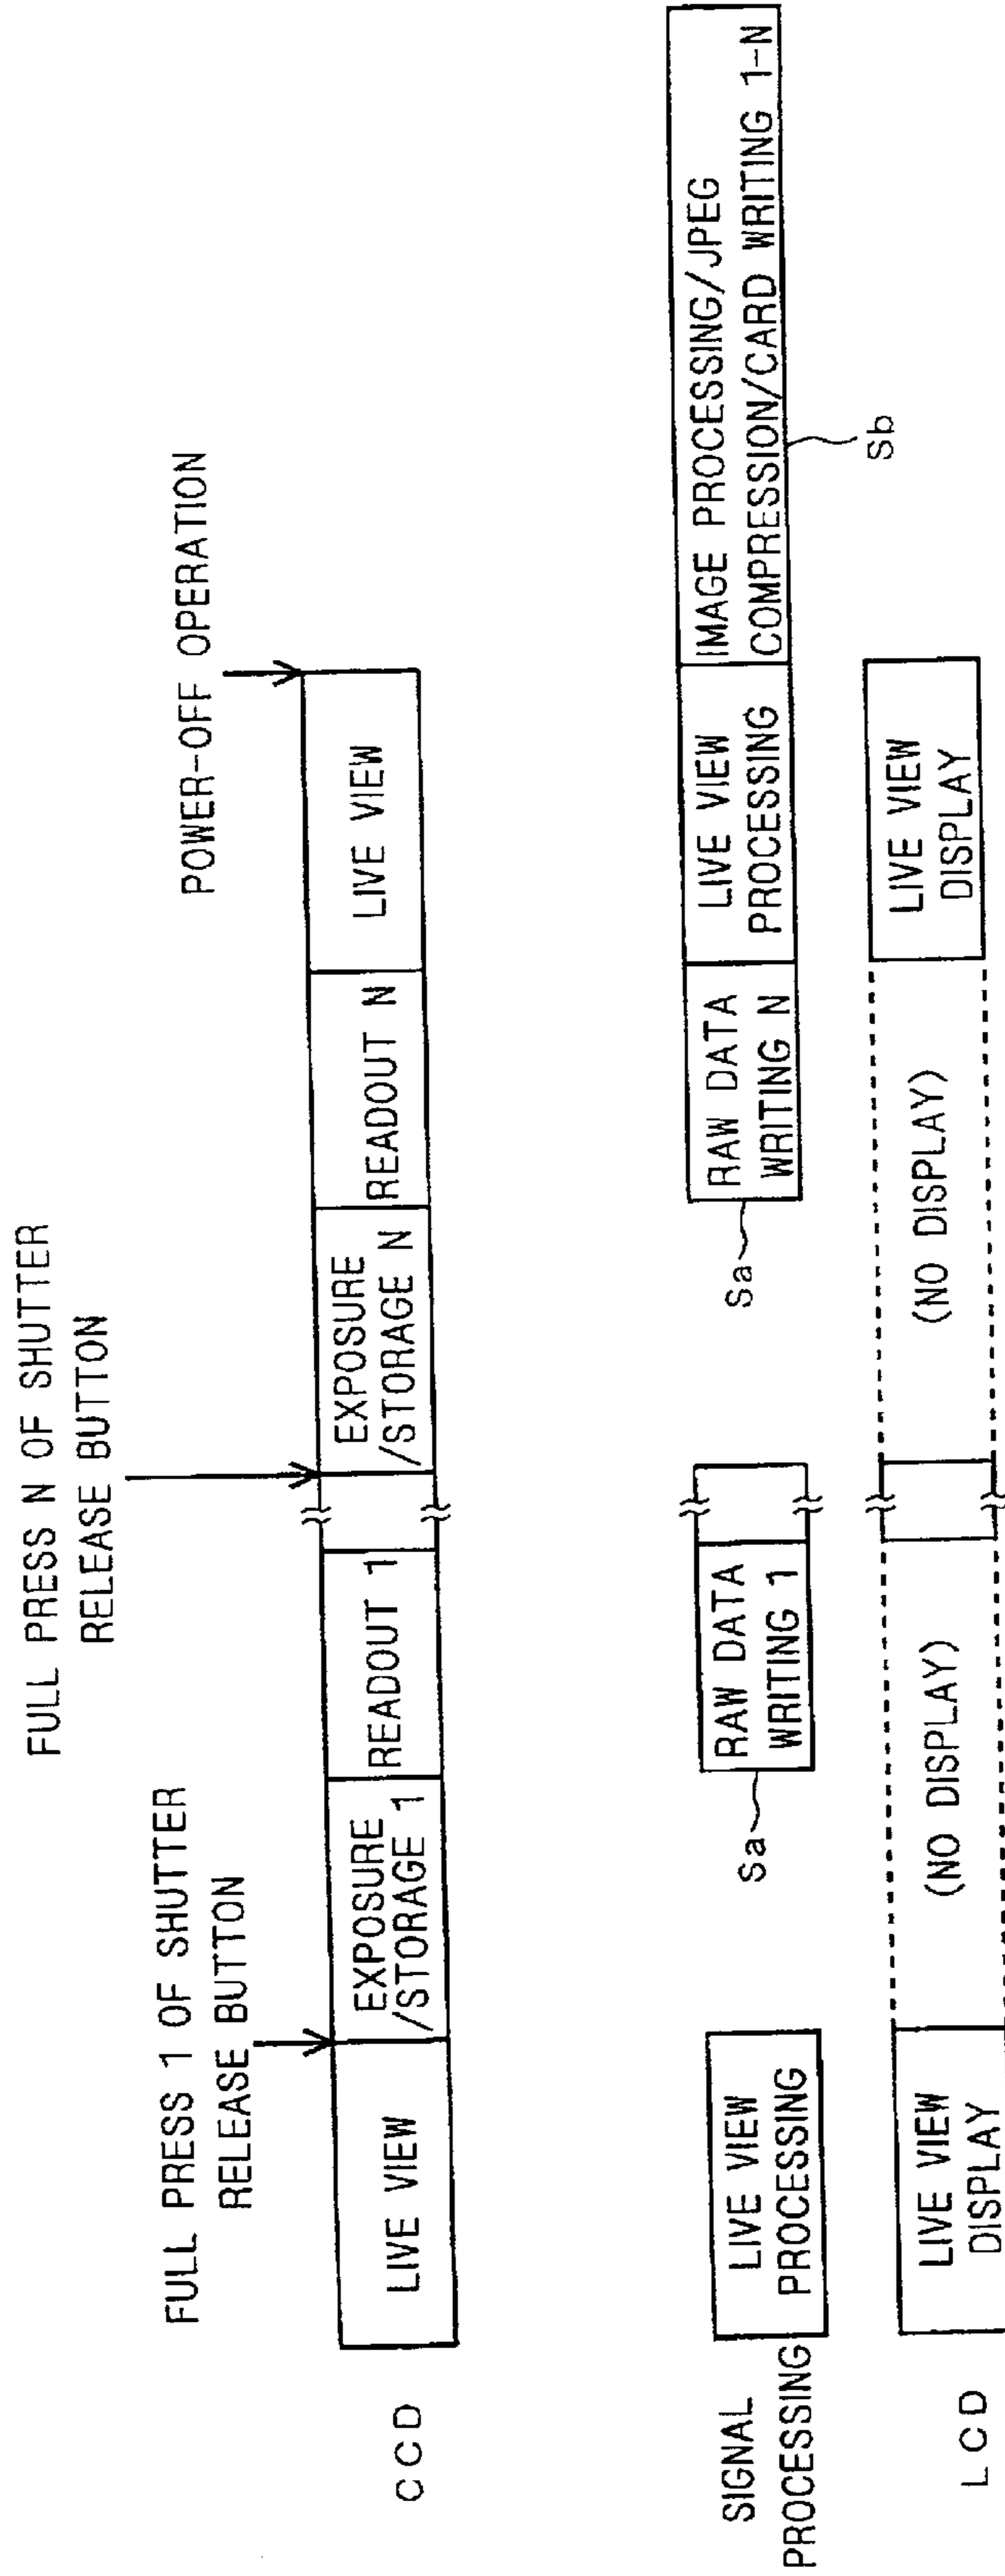 FULL PRESS 1 OF SHUTTER
RELEASE BUTTON
FULL PRESS N OF SHUTTER
RELEASE BUTTON
POWER-OFF OPERATION
CCD
LIVE VIEW
EXPOSURE
/STORAGE 1
READOUT 1
EXPOSURE
/STORAGE N
READOUT N
LIVE VIEW
SIGNAL
PROCESSING
LIVE VIEW
PROCESSING
Sa
RAW DATA
WRITING 1
Sa
RAW DATA
WRITING N
LIVE VIEW
PROCESSING
IMAGE PROCESSING/JPEG
COMPRESSION/CARD WRITING 1-N
Sb
LCD
LIVE VIEW
DISPLAY
(NO DISPLAY)
(NO DISPLAY)
LIVE VIEW
DISPLAY